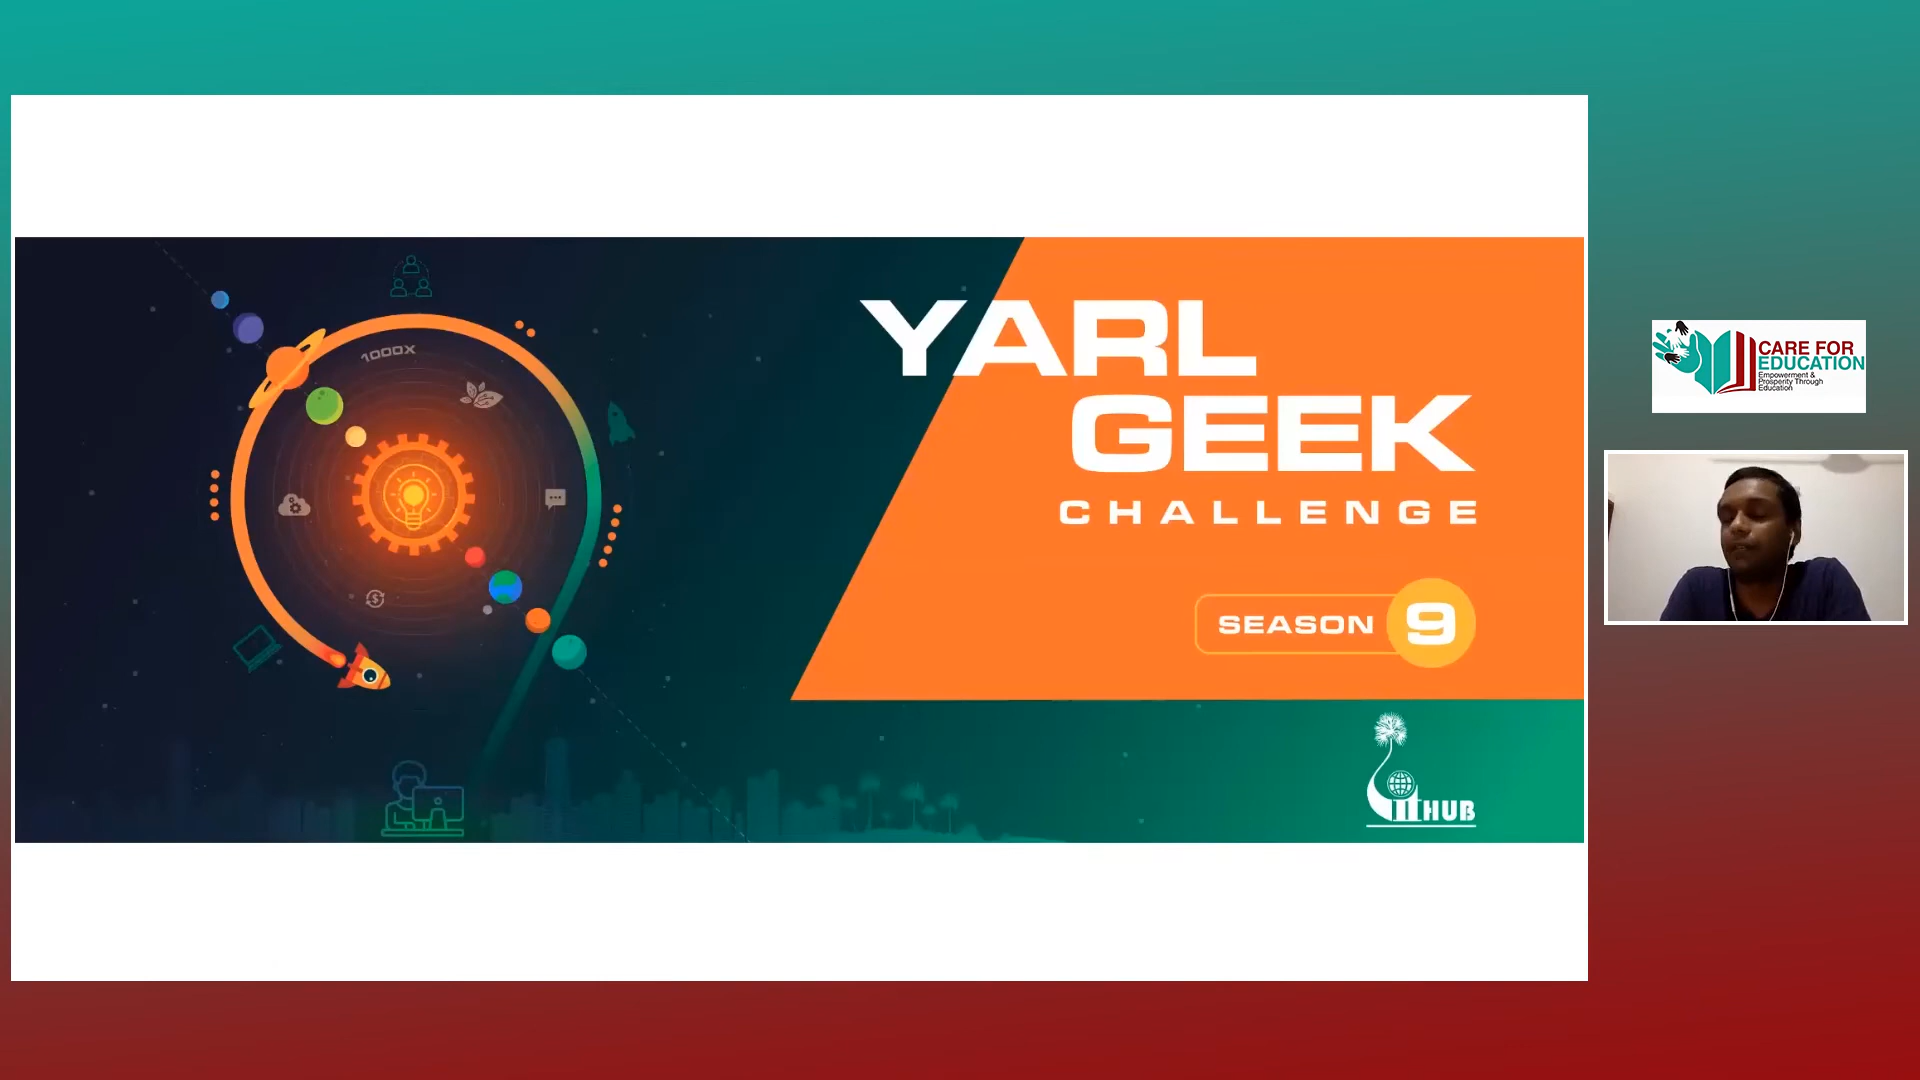 1000X
YARL
GEEK
CHALLENGE
SEASON 9
HUB
CARE FOR
EDUCATION
Empowerment &
Prosperity Through
Education